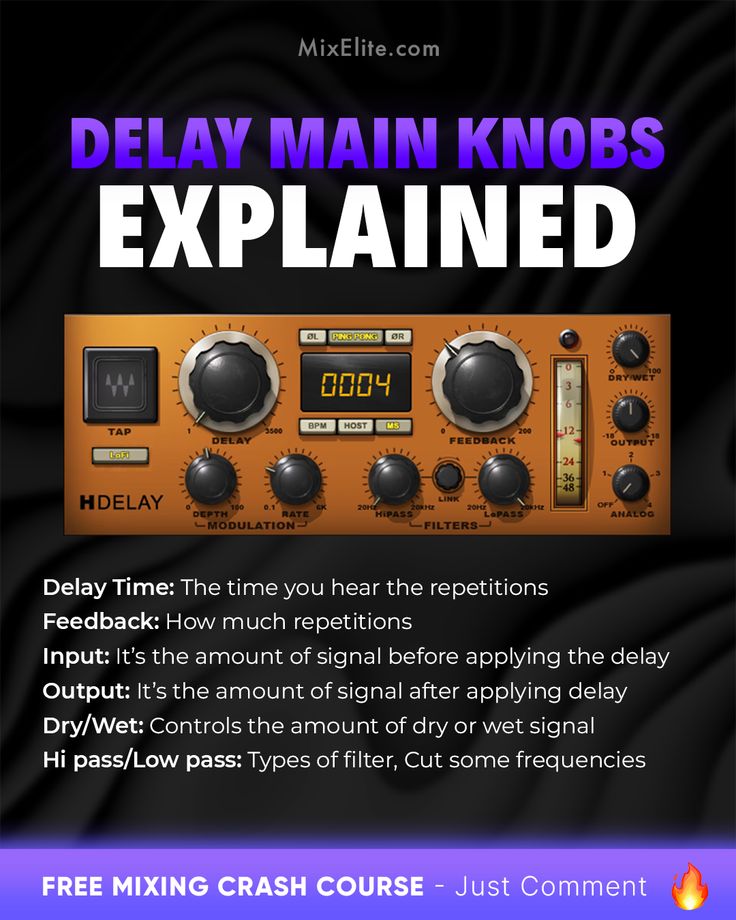 MixElite.com
DELAY MAIN KNOBS
EXPLAINED
ØL PING PONG ØR
0004
TAP
DELAY
0 3500
BPM HOST MS
0 200
FEEDBACK
0
3
6
12
24
36
48
0 100
DRY/WET
-18 +18
OUTPUT
2
1 3
OFF 4
ANALOG
LoFi
H DELAY
0 100
DEPTH
0.1 6K
RATE
MODULATION
20Hz 20kHz
HiPASS
LINK
20Hz 20kHz
LoPASS
FILTERS
Delay Time: The time you hear the repetitions
Feedback: How much repetitions
Input: It's the amount of signal before applying the delay
Output: It's the amount of signal after applying delay
Dry/Wet: Controls the amount of dry or wet signal
Hi pass/Low pass: Types of filter, Cut some frequencies
FREE MIXING CRASH COURSE - Just Comment